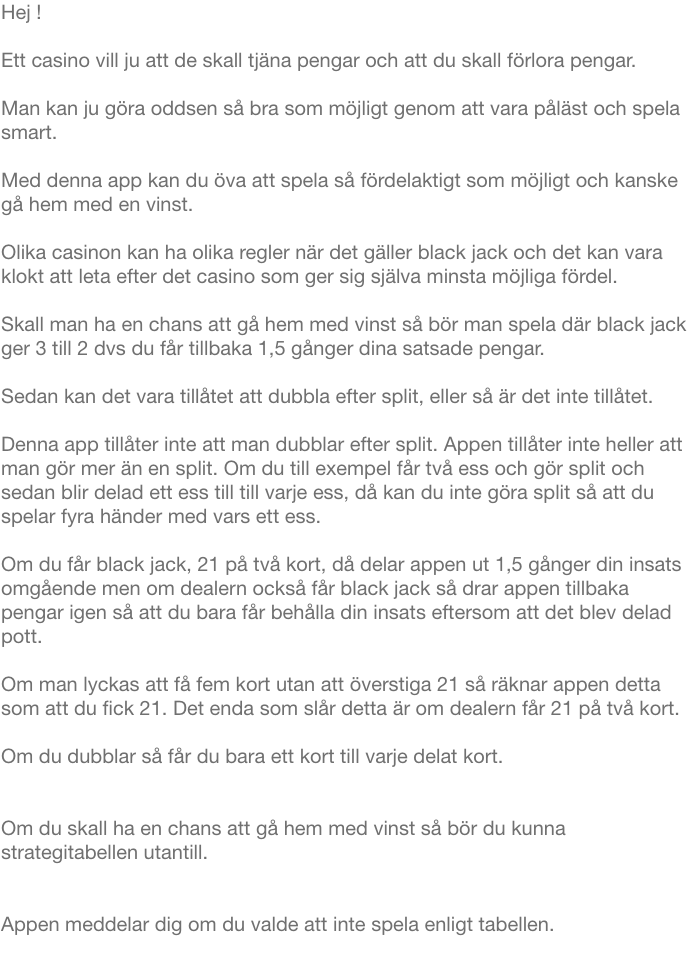 Hej !
Ett casino vill ju att de skall tjäna pengar och att du skall förlora pengar.
Man kan ju göra oddsen så bra som möjligt genom att vara påläst och spela
smart.
Med denna app kan du öva att spela så fördelaktigt som möjligt och kanske
gå hem med en vinst.
Olika casinon kan ha olika regler när det gäller black jack och det kan vara
klokt att leta efter det casino som ger sig själva minsta möjliga fördel.
Skall man ha en chans att gå hem med vinst så bör man spela där black jack
ger 3 till 2 dvs du får tillbaka 1,5 gånger dina satsade pengar.
Sedan kan det vara tillåtet att dubbla efter split, eller så är det inte tillåtet.
Denna app tillåter inte att man dubblar efter split. Appen tillåter inte heller att
man gör mer än en split. Om du till exempel får två ess och gör split och
sedan blir delad ett ess till till varje ess, då kan du inte göra split så att du
spelar fyra händer med vars ett ess.
Om du får black jack, 21 på två kort, då delar appen ut 1,5 gånger din insats
omgående men om dealern också får black jack så drar appen tillbaka
pengar igen så att du bara får behålla din insats eftersom att det blev delad
pott.
Om man lyckas att få fem kort utan att överstiga 21 så räknar appen detta
som att du fick 21. Det enda som slår detta är om dealern får 21 på två kort.
Om du dubblar så får du bara ett kort till varje delat kort.
Om du skall ha en chans att gå hem med vinst så bör du kunna
strategitabellen utantill.
Appen meddelar dig om du valde att inte spela enligt tabellen.